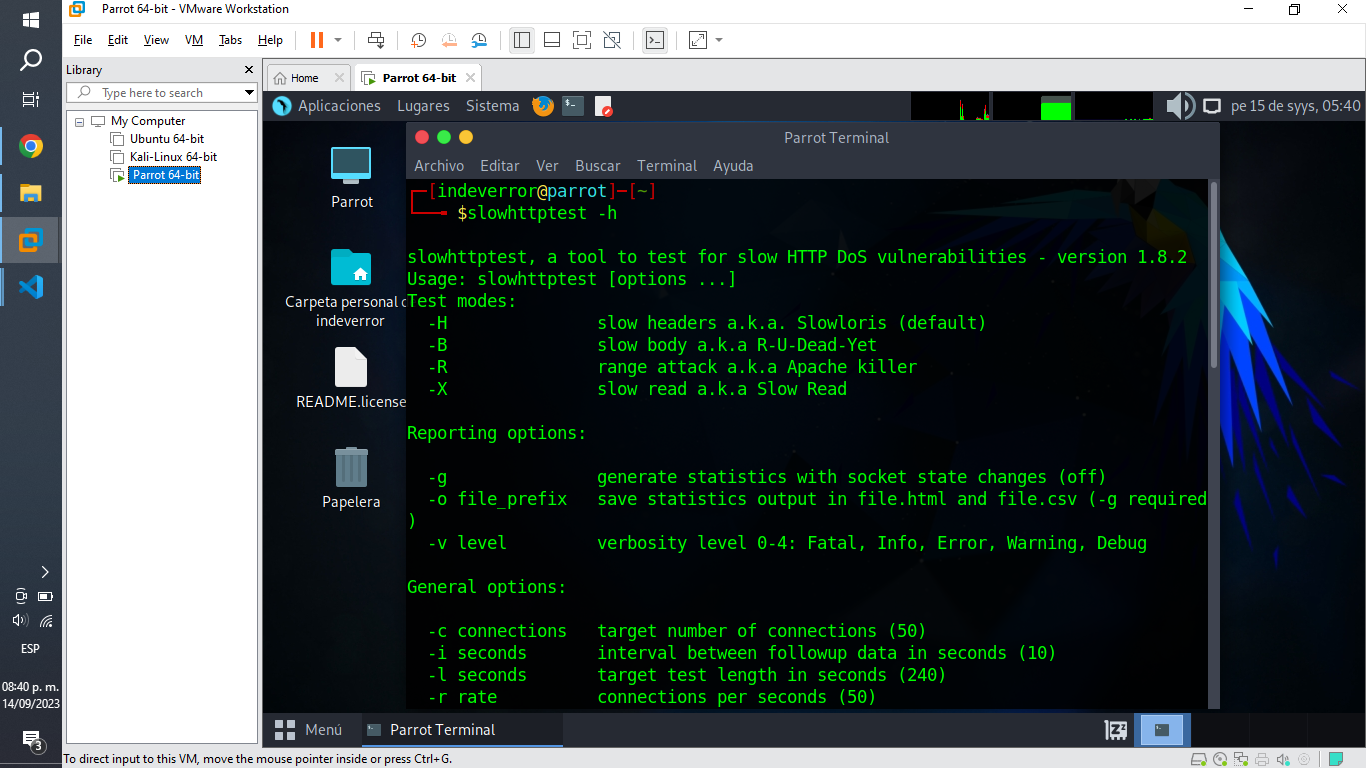 Parrot 64-bit - VMware Workstation
File Edit View VM Tabs Help
Library
Type here to search
My Computer
Ubuntu 64-bit
Kali-Linux 64-bit
Parrot 64-bit
Home
Parrot 64-bit
Aplicaciones Lugares Sistema
pe 15 de syys, 05:40
Parrot
Carpeta personal d
indeverror
README.license
Papelera
Parrot Terminal
Archivo Editar Ver Buscar Terminal Ayuda
┌─[indeverror@parrot]─[~]
└──╼ $slowhttptest -h
slowhttptest, a tool to test for slow HTTP DoS vulnerabilities - version 1.8.2
Usage: slowhttptest [options ...]
Test modes:
-H slow headers a.k.a. Slowloris (default)
-B slow body a.k.a R-U-Dead-Yet
-R range attack a.k.a Apache killer
-X slow read a.k.a Slow Read
Reporting options:
-g generate statistics with socket state changes (off)
-o file_prefix save statistics output in file.html and file.csv (-g required
)
-v level verbosity level 0-4: Fatal, Info, Error, Warning, Debug
General options:
-c connections target number of connections (50)
-i seconds interval between followup data in seconds (10)
-l seconds target test length in seconds (240)
-r rate connections per seconds (50)
Menú
Parrot Terminal
ESP
08:40 p. m.
14/09/2023
3
To direct input to this VM, move the mouse pointer inside or press Ctrl+G.